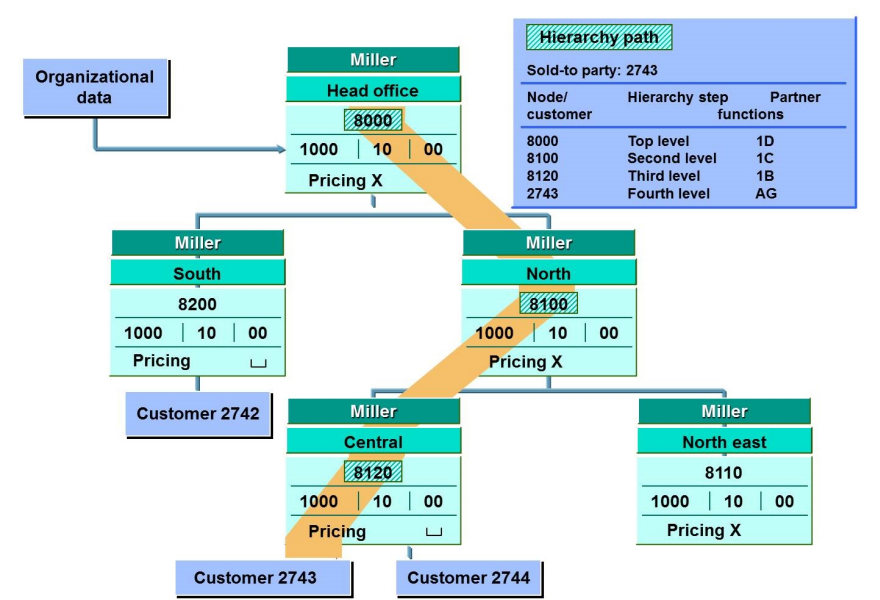 Organizational
data
Miller
Head office
8000
1000 | 10 | 00
Pricing X
Hierarchy path
Sold-to party: 2743
Node/ Hierarchy step Partner
customer functions
8000 Top level 1D
8100 Second level 1C
8120 Third level 1B
2743 Fourth level AG
Miller
South
8200
1000 | 10 | 00
Pricing
Customer 2742
Miller
North
8100
1000 | 10 | 00
Pricing X
Miller
Central
8120
1000 | 10 | 00
Pricing
Customer 2743
Customer 2744
Miller
North east
8110
1000 | 10 | 00
Pricing X